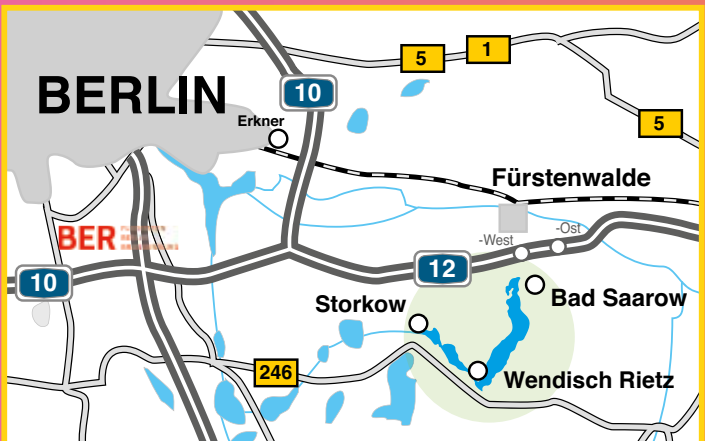 5
1
BERLIN
10
Erkner
5
Fürstenwalde
-Ost
-West
BER
10
12
Storkow
Bad Saarow
246
Wendisch Rietz